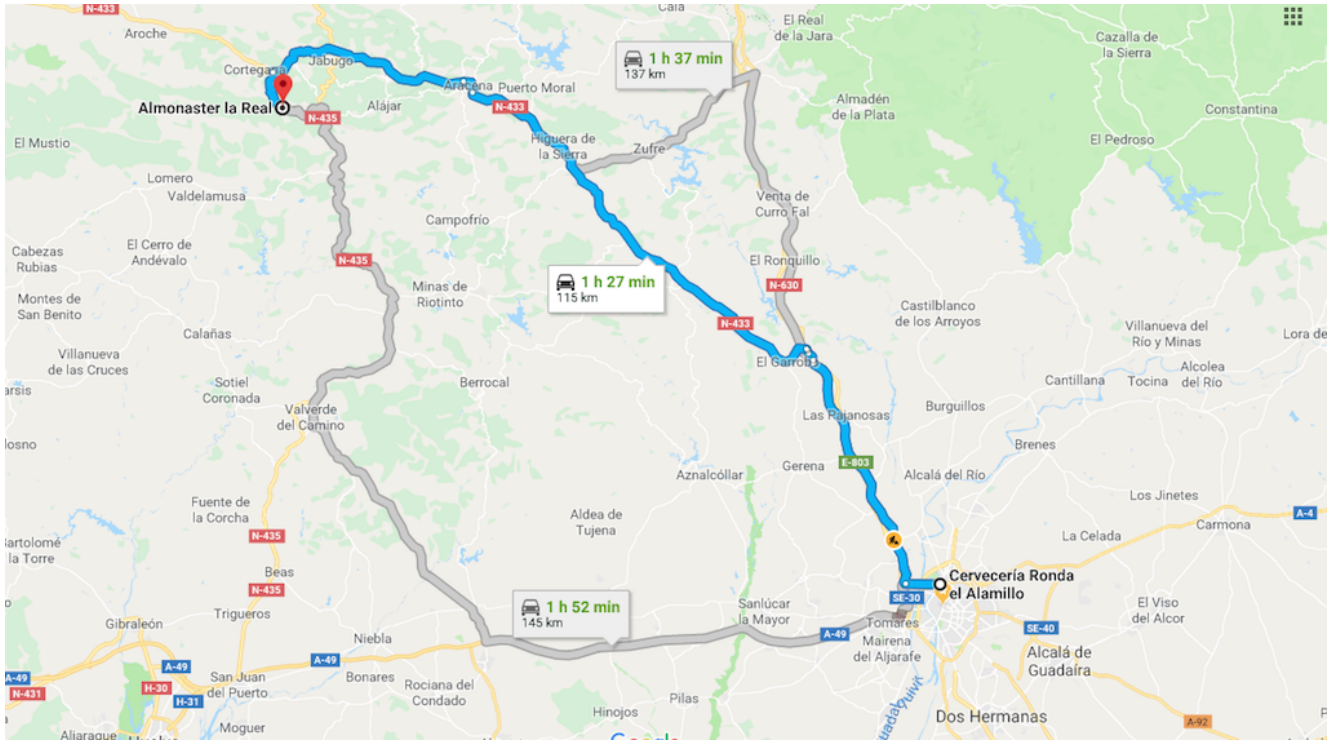 N-433
Cala
Aroche
El Real
de la Jara
Cazalla de
la Sierra
1 h 37 min
137 km
Jabugo
Cortegana
Aracena
Puerto Moral
Almonaster la Real
Alájar
N-433
N-435
Almadén
de la Plata
Constantina
El Pedroso
El Mustio
Higuera de
la Sierra
Zufre
Lomero
Valdelamusa
Venta de
Curro Fal
Campofrío
Cabezas
Rubias
El Cerro de
Andévalo
N-435
El Ronquillo
1 h 27 min
115 km
N-630
Minas de
Riotinto
Montes de
San Benito
Castilblanco
de los Arroyos
N-433
Calañas
Villanueva del
Río y Minas
Lora de
Villanueva
de las Cruces
El Garrobo
Alcolea
del Río
Cantillana
Tocina
Sotiel
Coronada
Berrocal
arsis
Valverde
del Camino
Burguillos
Las Pajanosas
Brenes
losno
E-803
Gerena
Aznalcóllar
Alcalá del Río
Los Jinetes
Fuente de
la Corcha
A-4
Aldea de
Tujena
Carmona
La Celada
N-435
Bartolomé
la Torre
Beas
Cervecería Ronda
el Alamillo
N-435
SE-30
1 h 52 min
145 km
Sanlúcar
la Mayor
El Viso
del Alcor
Trigueros
Tomares
Gibraleón
SE-40
Niebla
A-49
Mairena
del Aljarafe
Alcalá de
Guadaíra
A-49
A-49
A-49
San Juan
del Puerto
Bonares
H-30
N-431
H-31
Rociana del
Condado
Pilas
Hinojos
Dos Hermanas
Moguer
A-92
Aljaraque
Huelva
Google